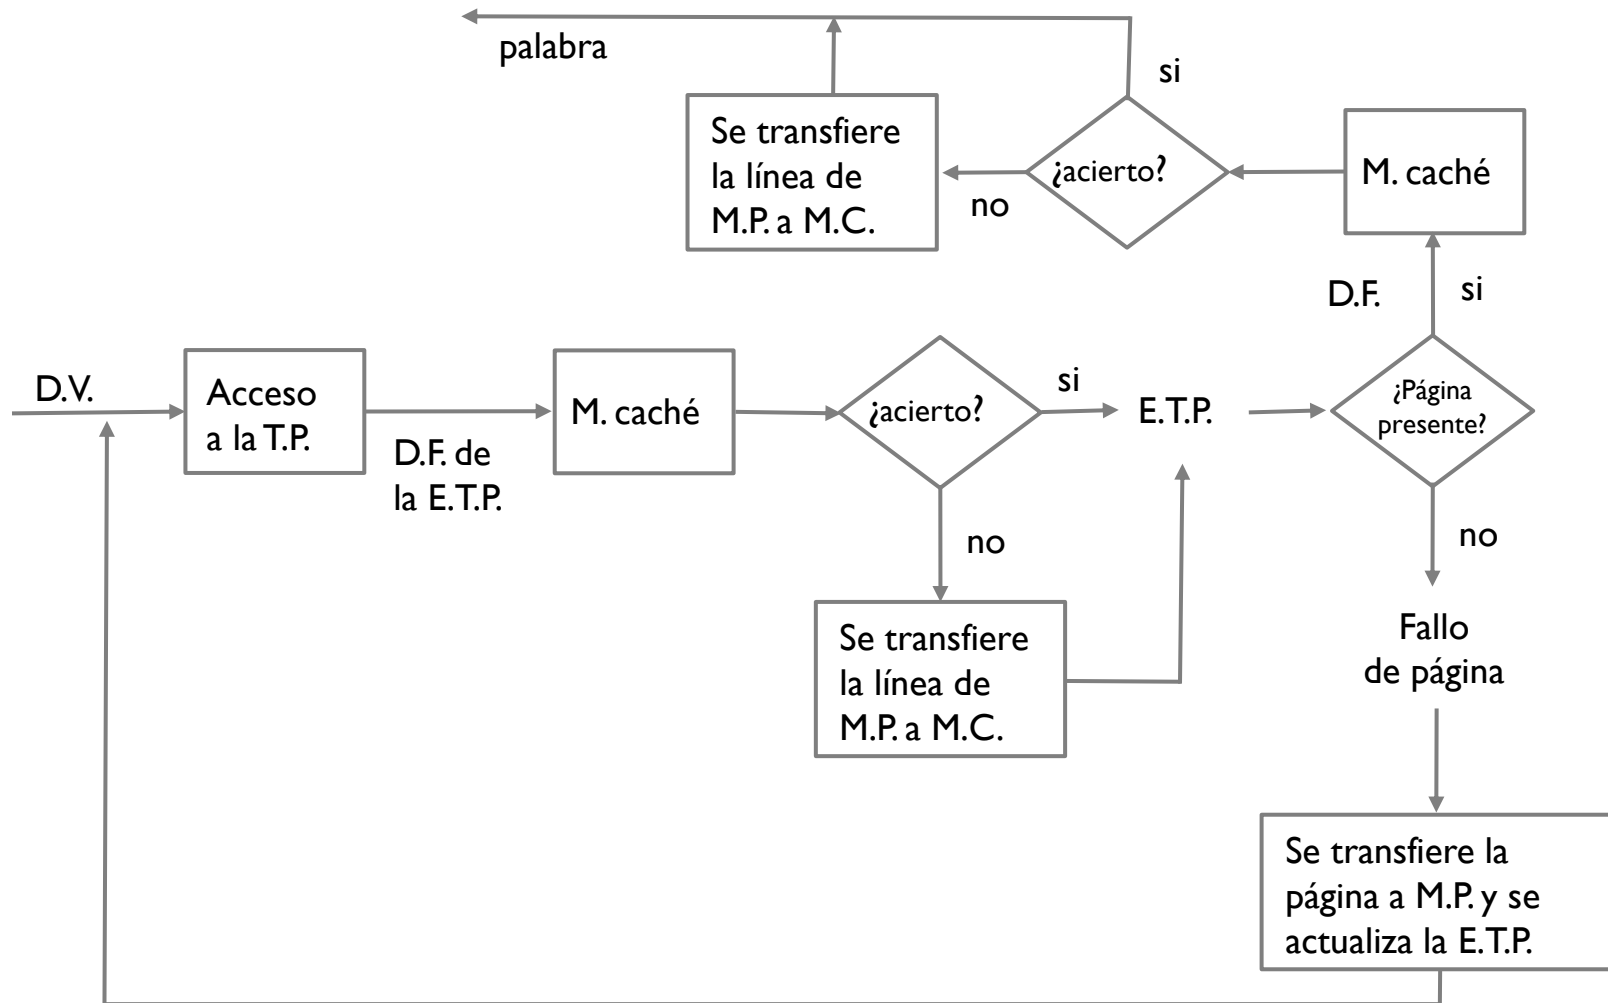 palabra
si
Se transfiere
la línea de
M.P. a M.C.
no
¿acierto?
M. caché
D.F.
si
D.V.
Acceso
a la T.P.
D.F. de
la E.T.P.
M. caché
¿acierto?
si
E.T.P.
¿Página
presente?
no
no
Se transfiere
la línea de
M.P. a M.C.
Fallo
de página
Se transfiere la
página a M.P. y se
actualiza la E.T.P.